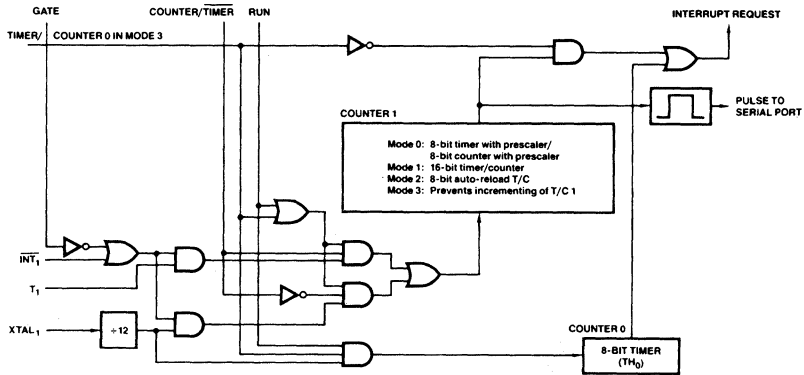 GATE
COUNTER/TIMER
RUN
INTERRUPT REQUEST
TIMER/ COUNTER 0 IN MODE 3
PULSE TO
SERIAL PORT
COUNTER 1
Mode 0: 8-bit timer with prescaler/
8-bit counter with prescaler
Mode 1: 16-bit timer/counter
Mode 2: 8-bit auto-reload T/C
Mode 3: Prevents incrementing of T/C 1
INT1
T1
XTAL1
÷12
COUNTER 0
8-BIT TIMER
(TH0)